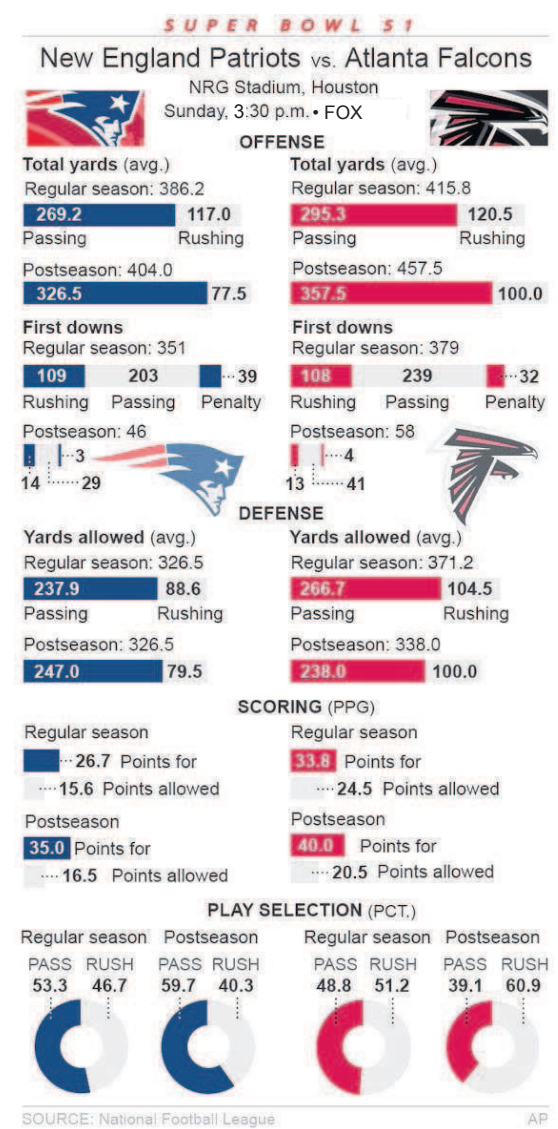 SUPER BOWL 51
New England Patriots vs. Atlanta Falcons
NRG Stadium, Houston
Sunday, 3:30 p.m. • FOX
OFFENSE
Total yards (avg.)
Regular season: 386.2
269.2 117.0
Passing Rushing
Postseason: 404.0
326.5 77.5
First downs
Regular season: 351
109 203 39
Rushing Passing Penalty
Postseason: 46
3
14 29
Total yards (avg.)
Regular season: 415.8
295.3 120.5
Passing Rushing
Postseason: 457.5
357.5 100.0
First downs
Regular season: 379
108 239 32
Rushing Passing Penalty
Postseason: 58
4
13 41
DEFENSE
Yards allowed (avg.)
Regular season: 326.5
237.9 88.6
Passing Rushing
Postseason: 326.5
247.0 79.5
Yards allowed (avg.)
Regular season: 371.2
266.7 104.5
Passing Rushing
Postseason: 338.0
238.0 100.0
SCORING (PPG)
Regular season
26.7 Points for
15.6 Points allowed
Postseason
35.0 Points for
16.5 Points allowed
Regular season
33.8 Points for
24.5 Points allowed
Postseason
40.0 Points for
20.5 Points allowed
PLAY SELECTION (PCT.)
Regular season Postseason Regular season Postseason
PASS RUSH PASS RUSH PASS RUSH PASS RUSH
53.3 46.7 59.7 40.3 48.8 51.2 39.1 60.9
SOURCE: National Football League AP